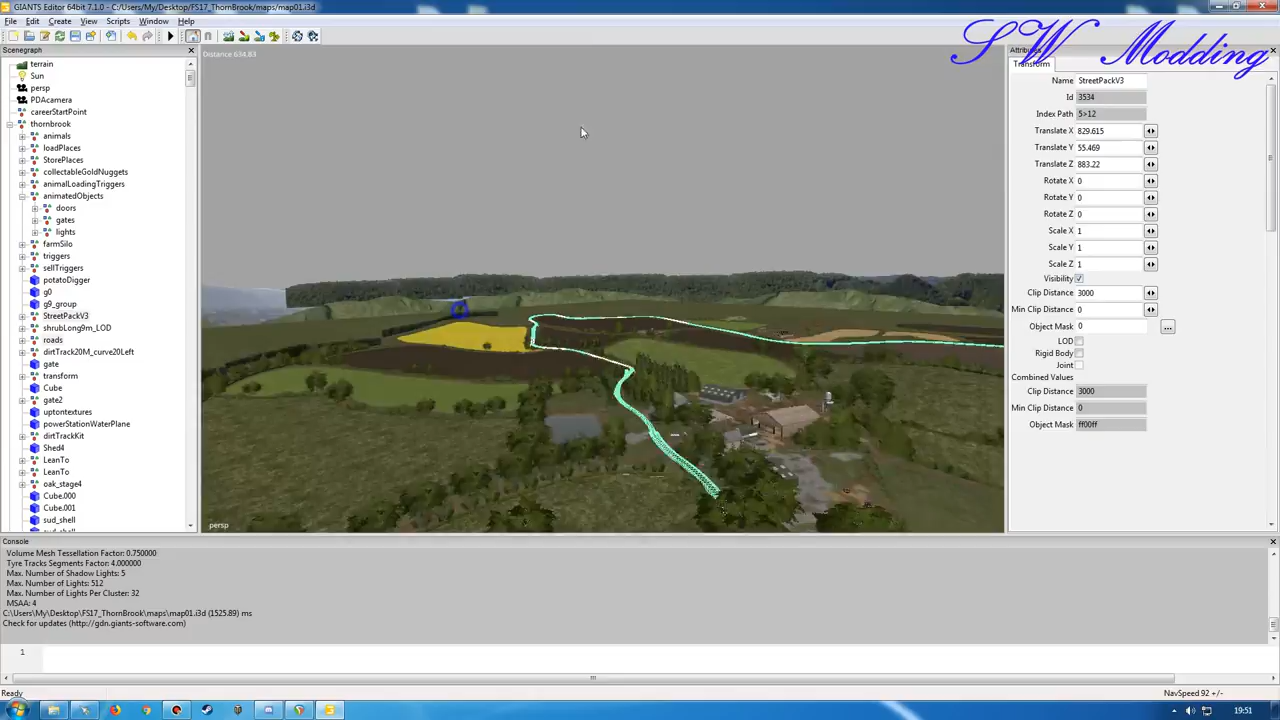 GIANTS Editor 64bit 7.1.0 - C:/Users/My/Desktop/FS17_ThornBrook/maps/map01.i3d
File Edit Create View Scripts Window Help
SW Modding
Scenegraph
terrain
Sun
persp
PDAcamera
careerStartPoint
thornbrook
animals
loadPlaces
StorePlaces
collectableGoldNuggets
animalLoadingTriggers
animatedObjects
doors
gates
lights
farmSilo
triggers
sellTriggers
potatoDigger
g0
g9_group
StreetPackV3
shrubLong9m_LOD
roads
dirtTrack20M_curve20Left
gate
transform
Cube
gate2
uptontextures
powerStationWaterPlane
dirtTrackKit
Shed4
LeanTo
LeanTo
oak_stage4
Cube.000
Cube.001
sud_shell
sud_shell
Distance 634.83
persp
Attributes
Transform
Name StreetPackV3
Id 3534
Index Path 5>12
Translate X 829.615
Translate Y 55.469
Translate Z 883.22
Rotate X 0
Rotate Y 0
Rotate Z 0
Scale X 1
Scale Y 1
Scale Z 1
Visibility
Clip Distance 3000
Min Clip Distance 0
Object Mask 0 ...
LOD
Rigid Body
Joint
Combined Values
Clip Distance 3000
Min Clip Distance 0
Object Mask ff00ff
Console
Volume Mesh Tessellation Factor: 0.750000
Tyre Tracks Segments Factor: 4.000000
Max. Number of Shadow Lights: 5
Max. Number of Lights: 512
Max. Number of Lights Per Cluster: 32
MSAA: 4
C:\Users\My\Desktop\FS17_ThornBrook\maps\map01.i3d (1525.89) ms
Check for updates (http://gdn.giants-software.com)
1
Ready
NavSpeed 92 +/-
19:51